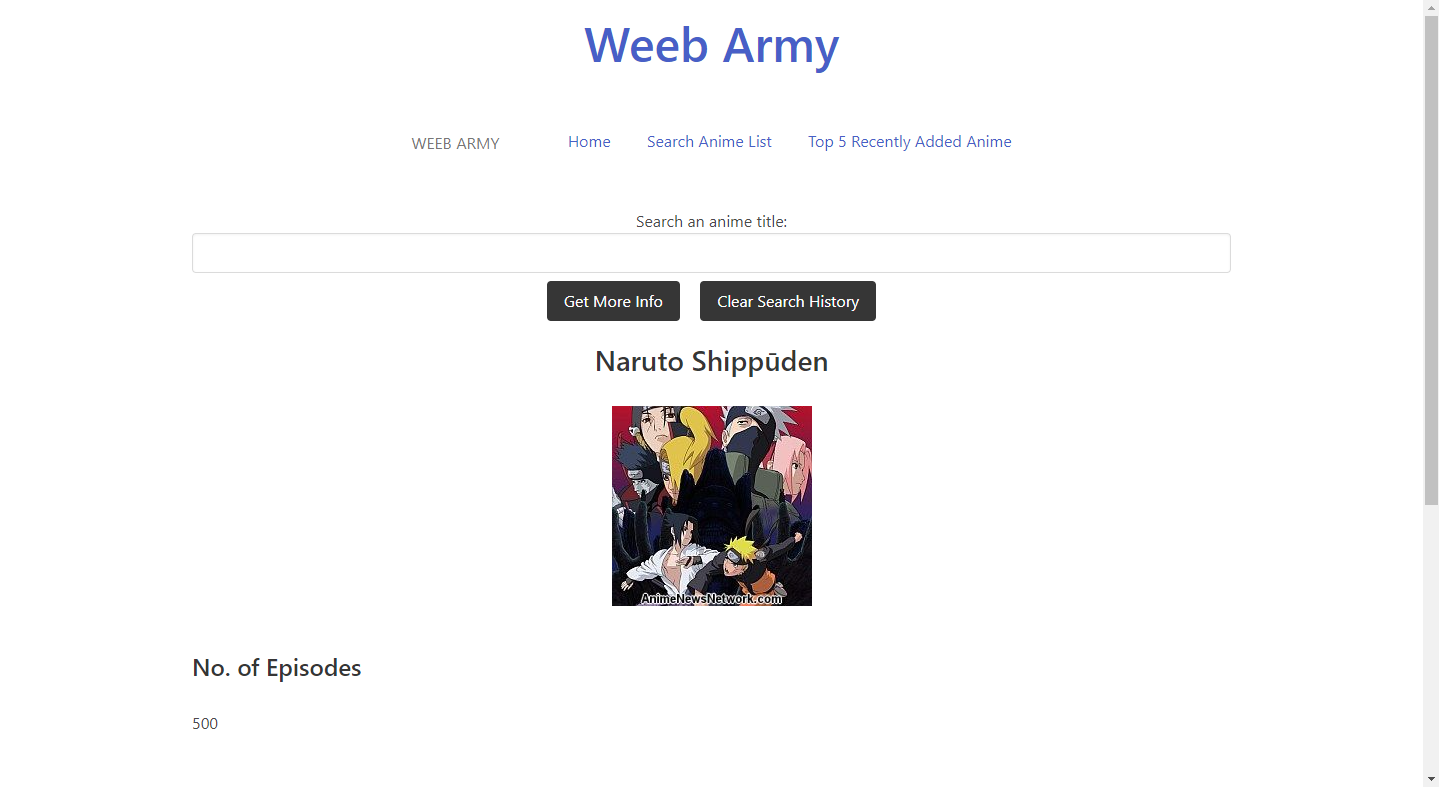 Weeb Army
WEEB ARMY Home Search Anime List Top 5 Recently Added Anime
Search an anime title:
Get More Info Clear Search History
Naruto Shippūden
AnimeNewsNetwork.com
No. of Episodes
500